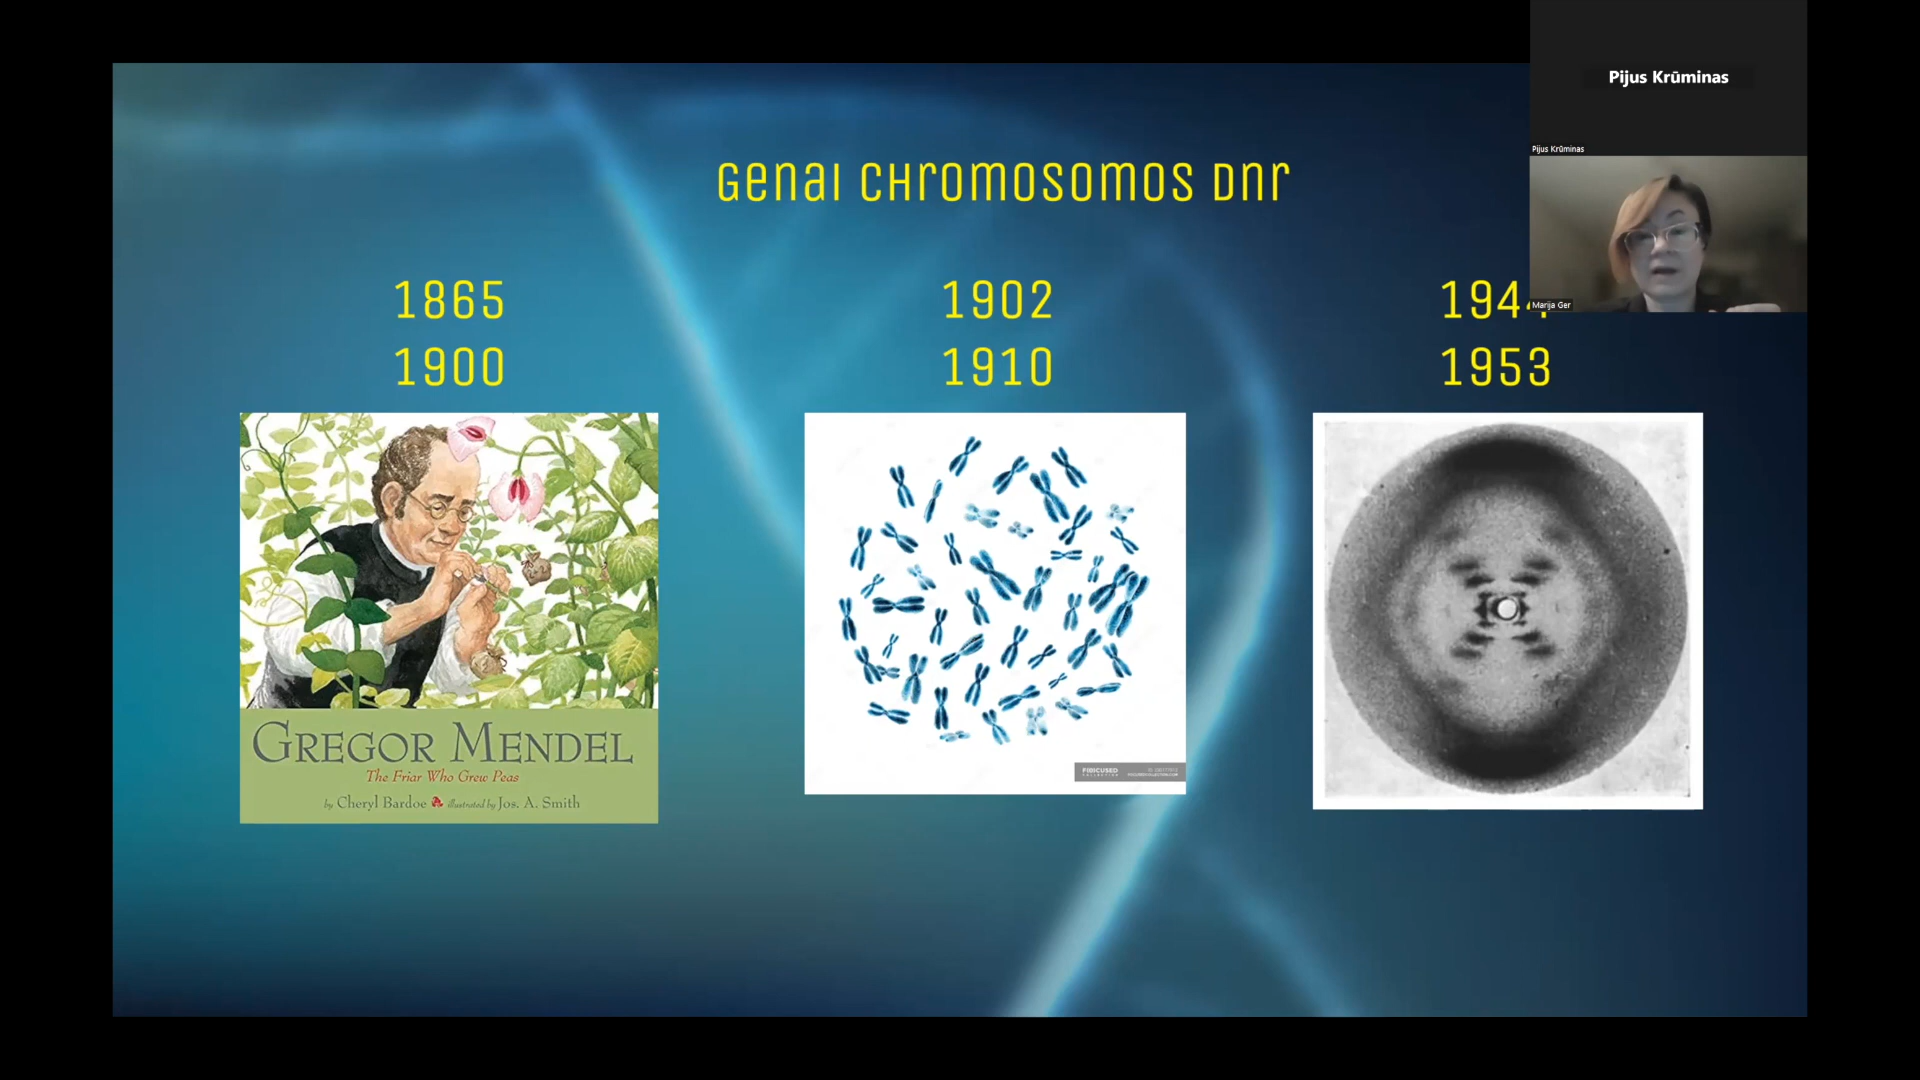 Pijus Krūminas
Pijus Krūminas
Genai Chromosomos DNR
1865
1902
1944
Marija Ger
1900
1910
1953
GREGOR MENDEL
The Friar Who Grew Peas
by Cheryl Bardoe illustrated by Jos. A. Smith